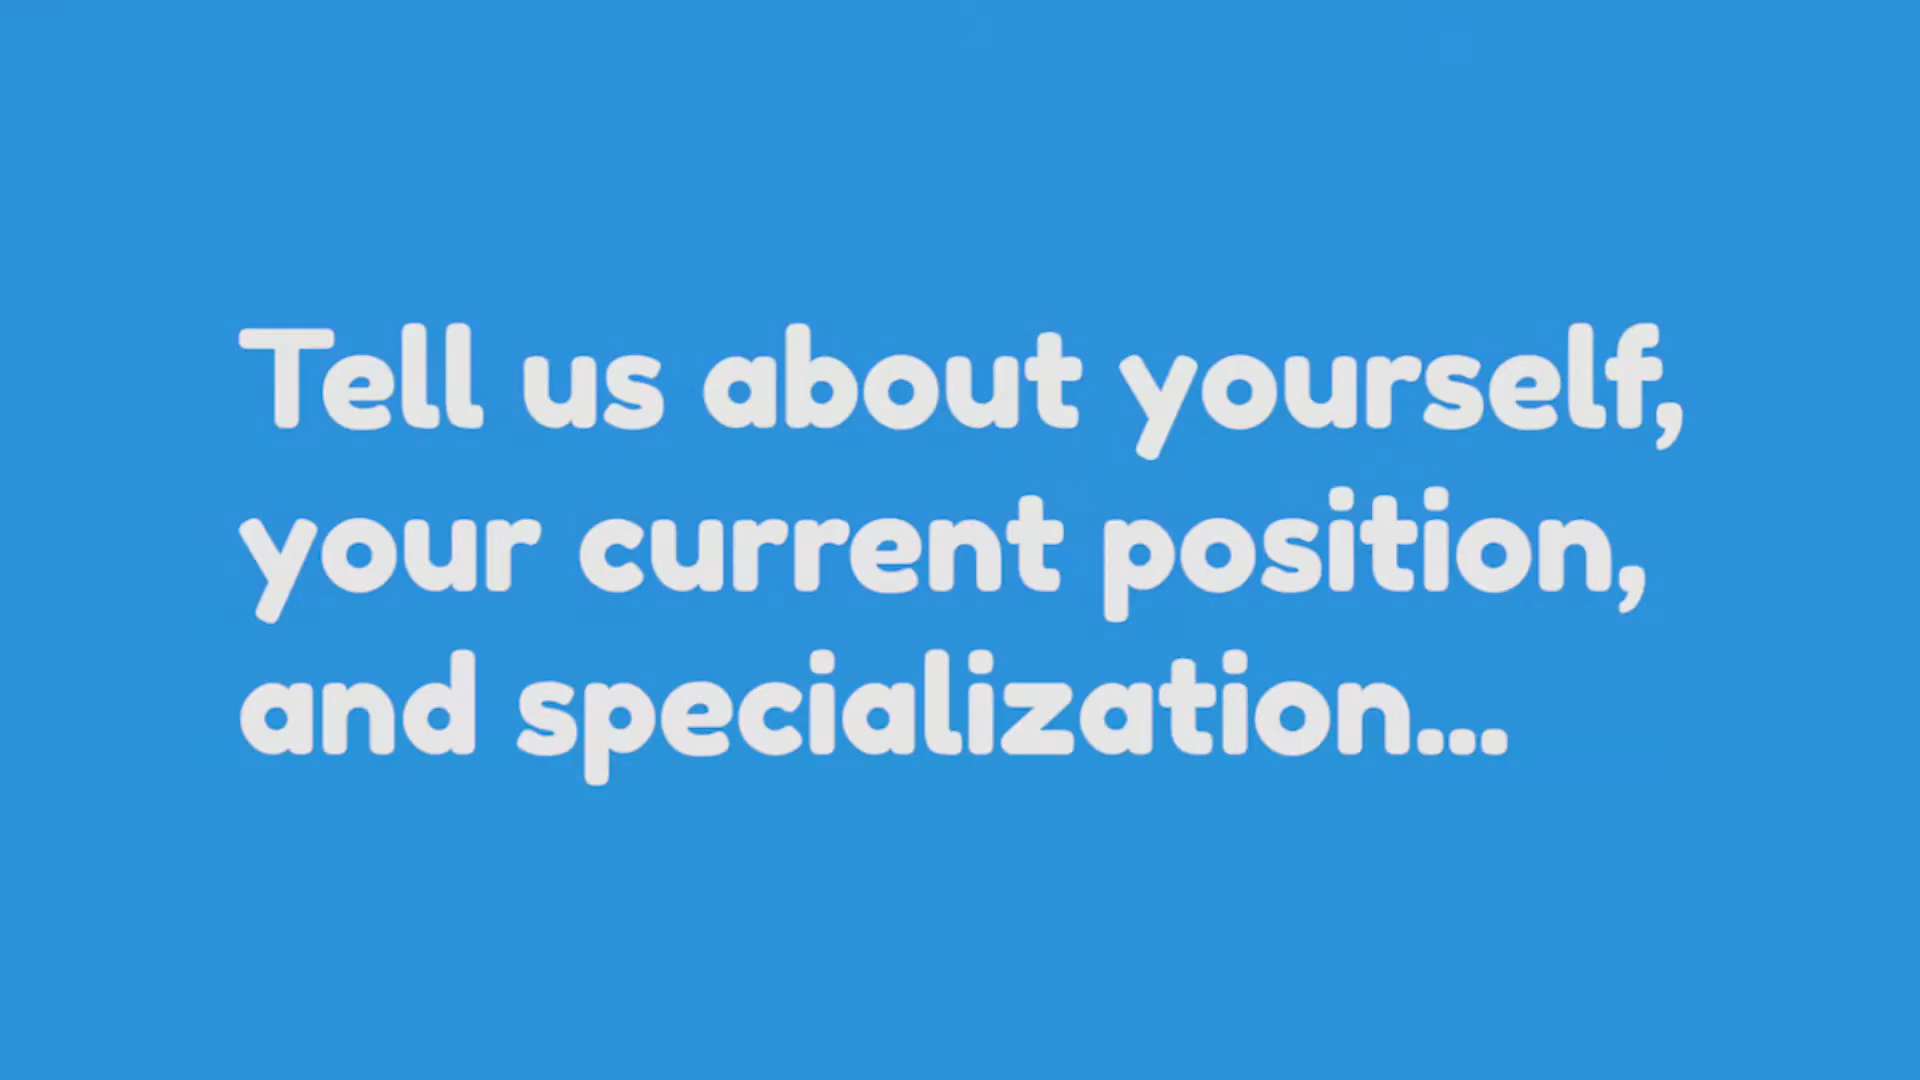 Tell us about yourself,
your current position,
and specialization...